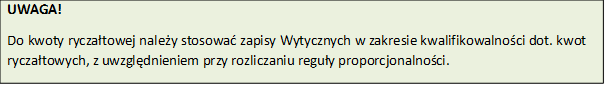 UWAGA!
Do kwoty ryczałtowej należy stosować zapisy Wytycznych w zakresie kwalifikowalności dot. kwot
ryczałtowych, z uwzględnieniem przy rozliczaniu reguły proporcjonalności.